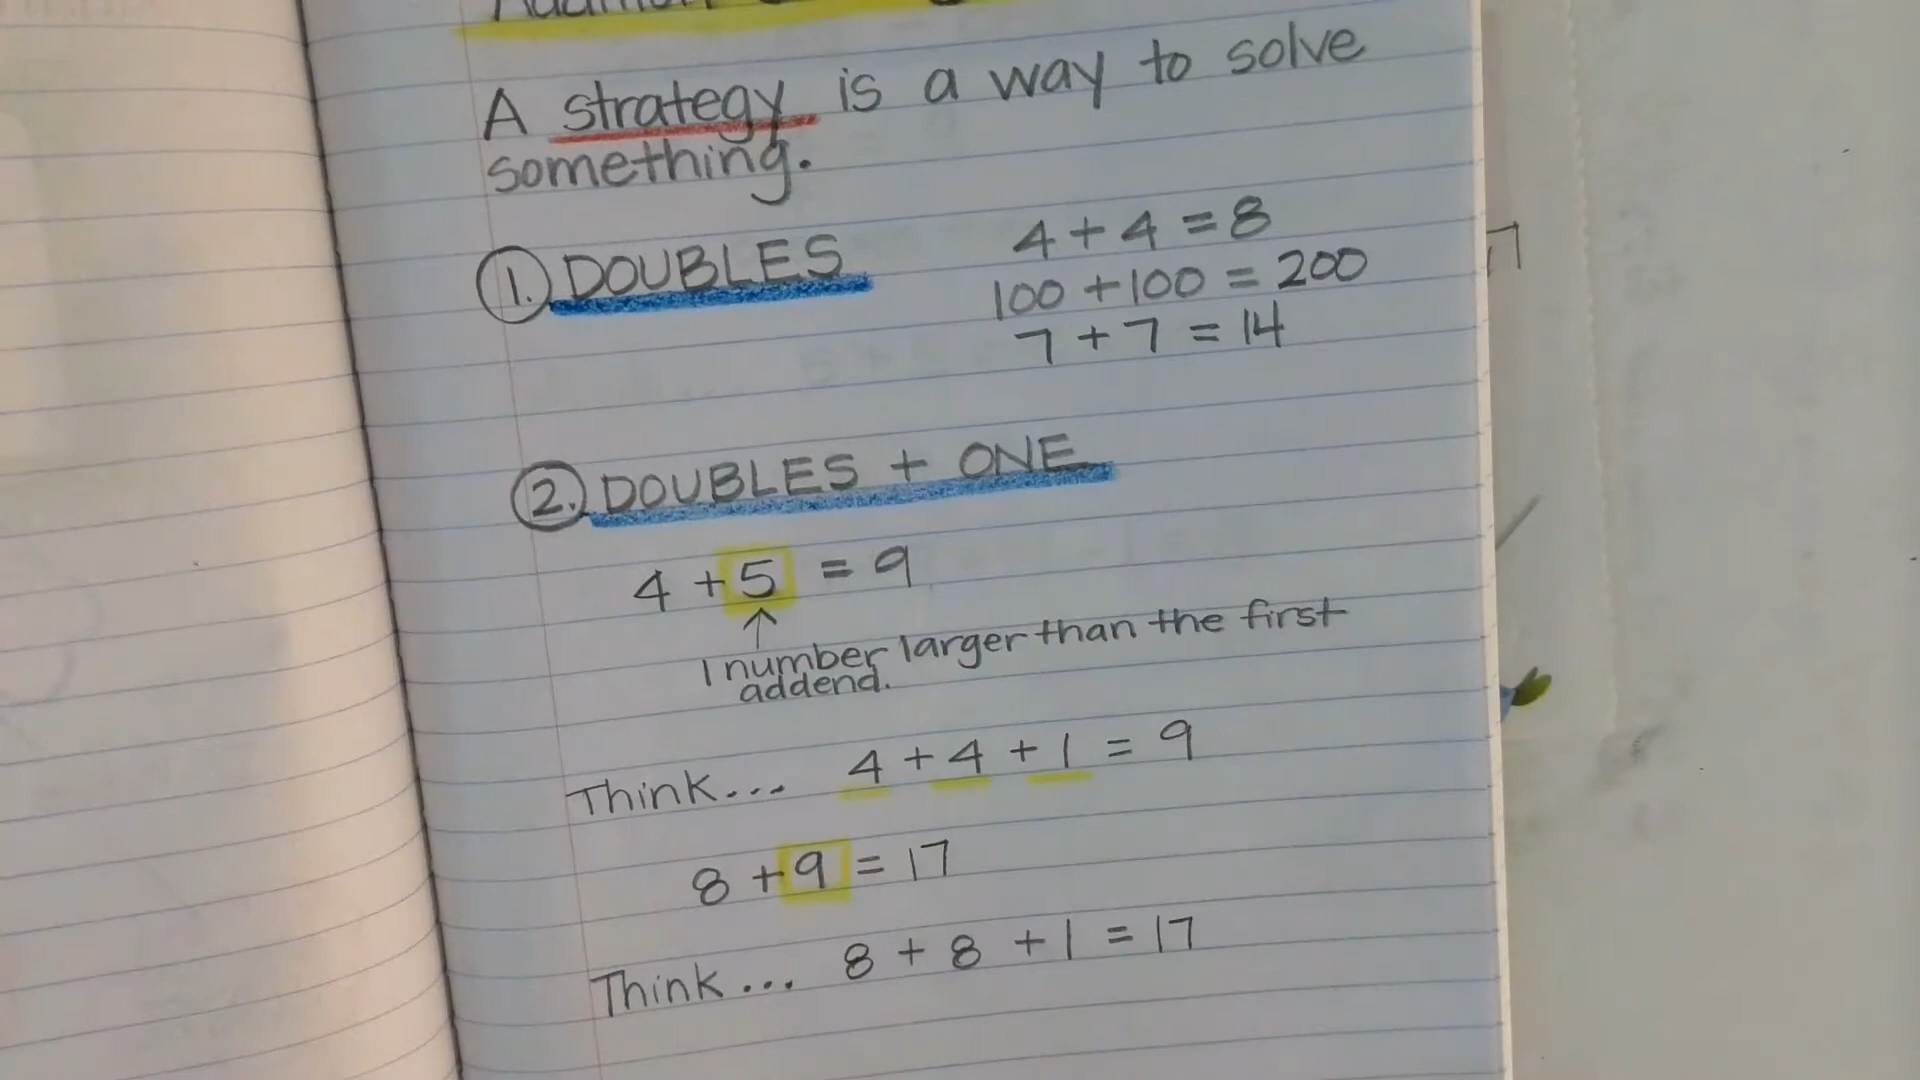 Addition
A strategy is a way to solve
something.
1. DOUBLES
4 + 4 = 8
100 + 100 = 200
7 + 7 = 14
2. DOUBLES + ONE
4 + 5 = 9
↑
1 number larger than the first
addend.
Think... 4 + 4 + 1 = 9
8 + 9 = 17
Think... 8 + 8 + 1 = 17